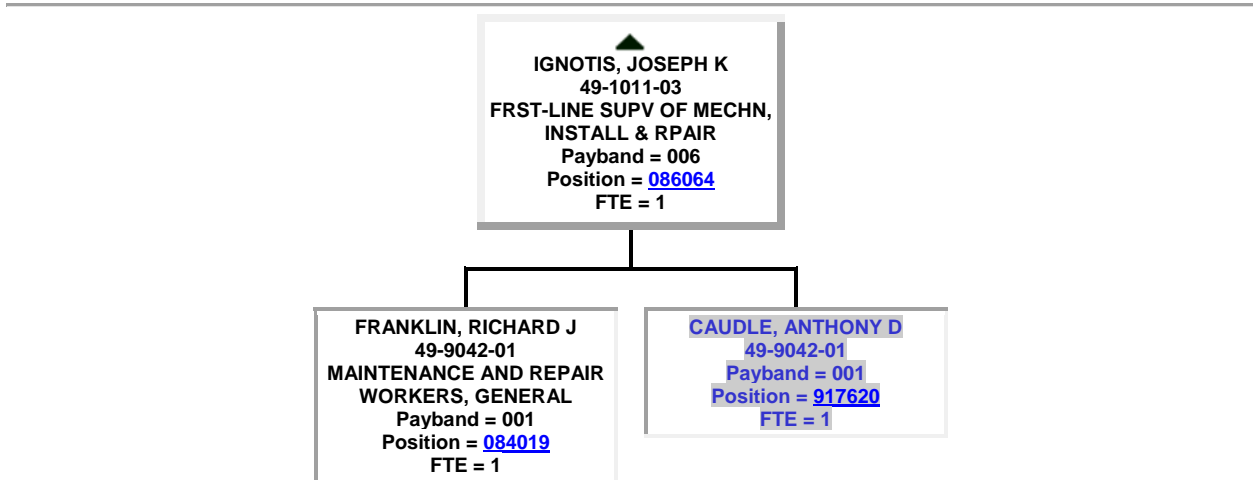 IGNOTIS, JOSEPH K
49-1011-03
FRST-LINE SUPV OF MECHN,
INSTALL & RPAIR
Payband = 006
Position = 086064
FTE = 1
FRANKLIN, RICHARD J
49-9042-01
MAINTENANCE AND REPAIR
WORKERS, GENERAL
Payband = 001
Position = 084019
FTE = 1
CAUDLE, ANTHONY D
49-9042-01
Payband = 001
Position = 917620
FTE = 1